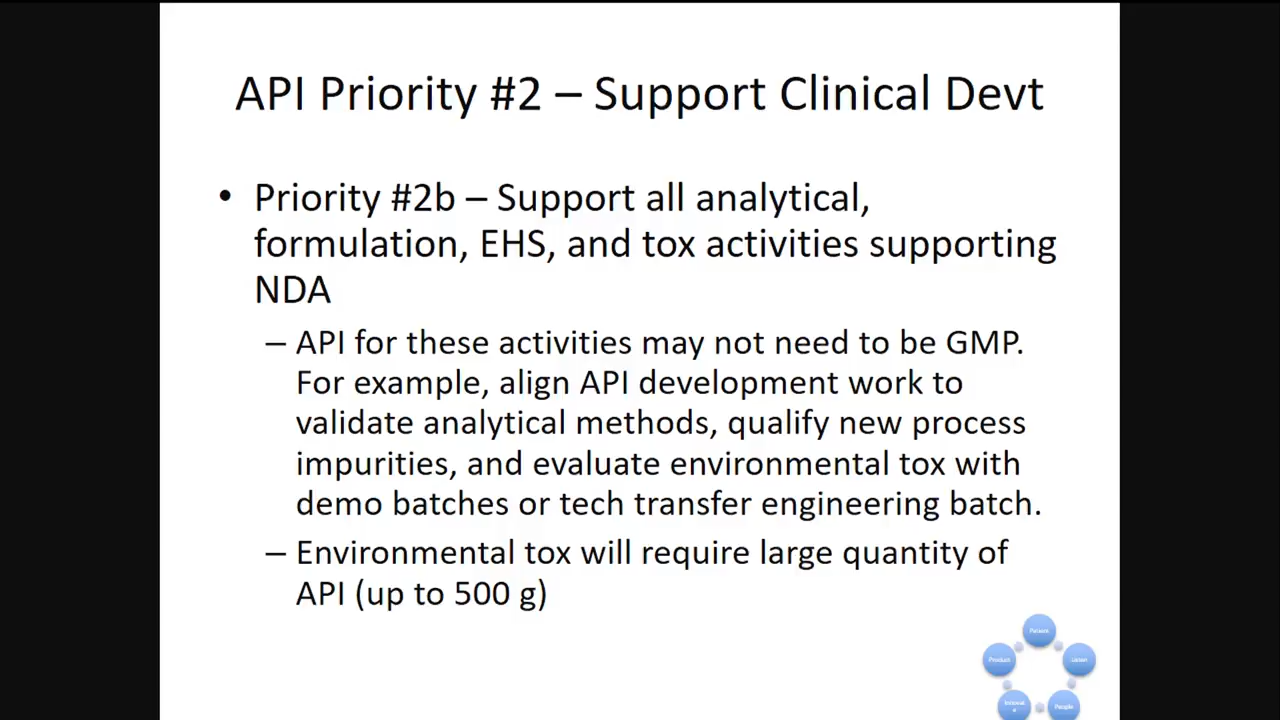 API Priority #2 – Support Clinical Devt
• Priority #2b – Support all analytical,
formulation, EHS, and tox activities supporting
NDA
– API for these activities may not need to be GMP.
For example, align API development work to
validate analytical methods, qualify new process
impurities, and evaluate environmental tox with
demo batches or tech transfer engineering batch.
– Environmental tox will require large quantity of
API (up to 500 g)
Product
People